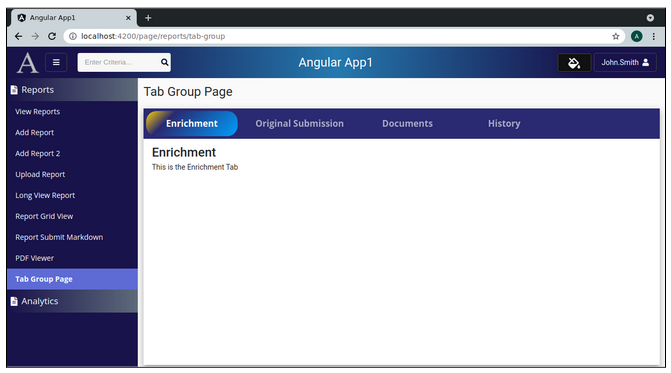 Angular App1
localhost:4200/page/reports/tab-group
A
A
Enter Criteria...
Angular App1
John.Smith
Reports
View Reports
Add Report
Add Report 2
Upload Report
Long View Report
Report Grid View
Report Submit Markdown
PDF Viewer
Tab Group Page
Analytics
Tab Group Page
Enrichment Original Submission Documents History
Enrichment
This is the Enrichment Tab